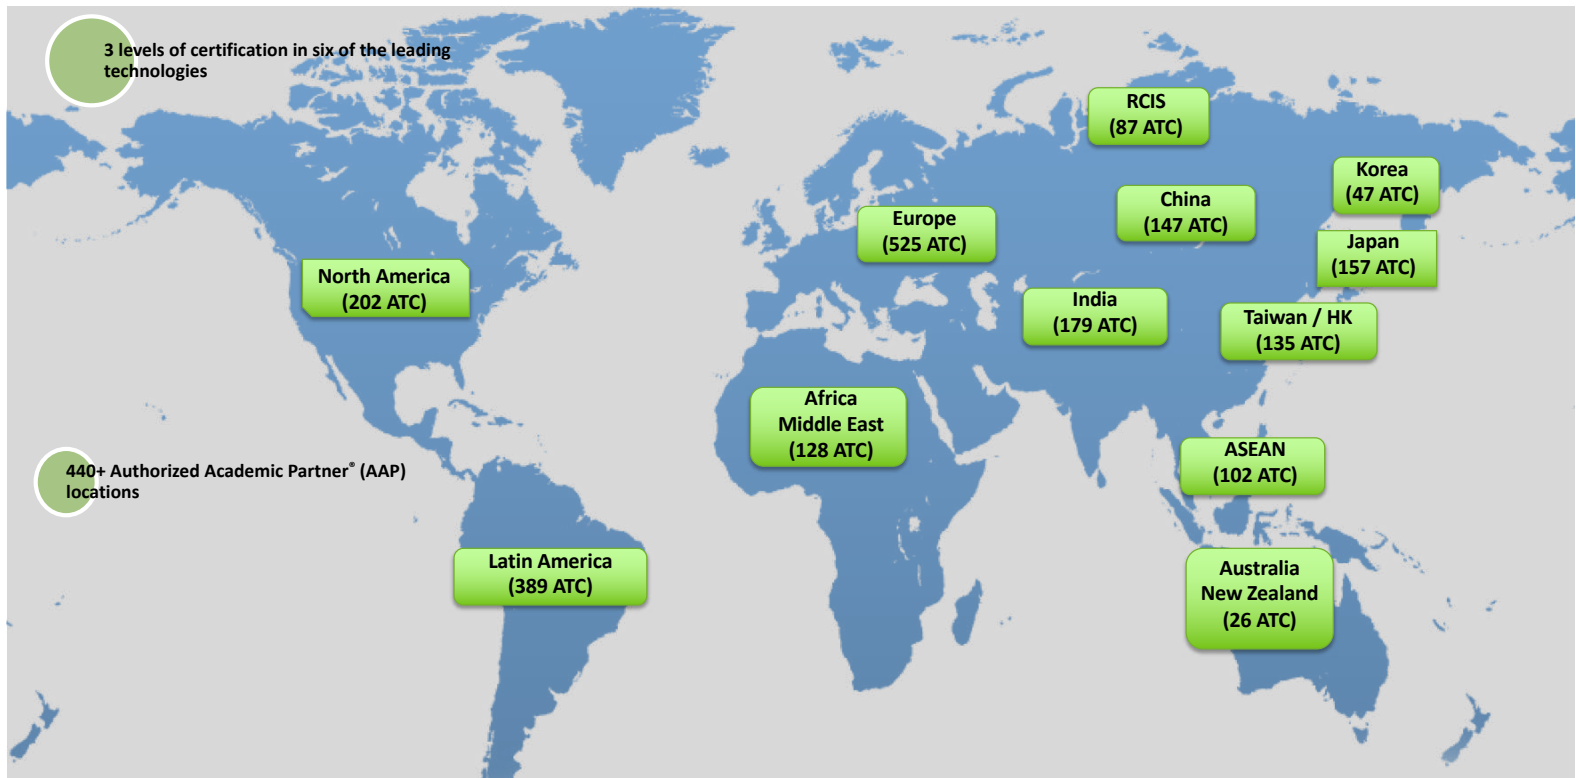 3 levels of certification in six of the leading
technologies
RCIS
(87 ATC)
Korea
(47 ATC)
China
(147 ATC)
Europe
(525 ATC)
Japan
(157 ATC)
North America
(202 ATC)
India
(179 ATC)
Taiwan / HK
(135 ATC)
Africa
Middle East
(128 ATC)
ASEAN
(102 ATC)
440+ Authorized Academic Partner® (AAP)
locations
Latin America
(389 ATC)
Australia
New Zealand
(26 ATC)